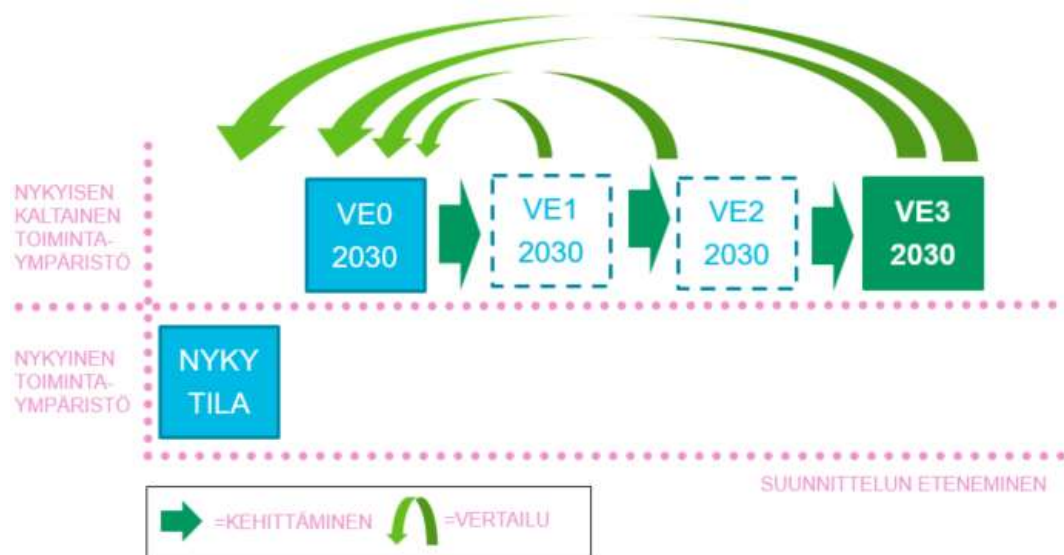 NYKYISEN
KALTAINEN
TOIMINTA-
YMPÄRISTÖ
VE0
2030
VE1
2030
VE2
2030
VE3
2030
NYKYINEN
TOIMINTA-
YMPÄRISTÖ
NYKY
TILA
SUUNNITTELUN ETENEMINEN
=KEHITTÄMINEN
=VERTAILU